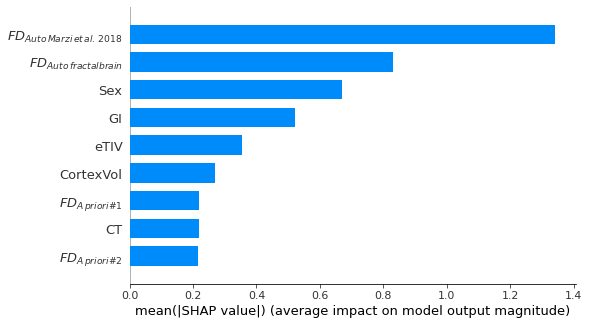 FD_Auto Marzi et al. 2018
FD_Auto fractalbrain
Sex
GI
eTIV
CortexVol
FD_A priori#1
CT
FD_A priori#2
0.0 0.2 0.4 0.6 0.8 1.0 1.2 1.4
mean(|SHAP value|) (average impact on model output magnitude)